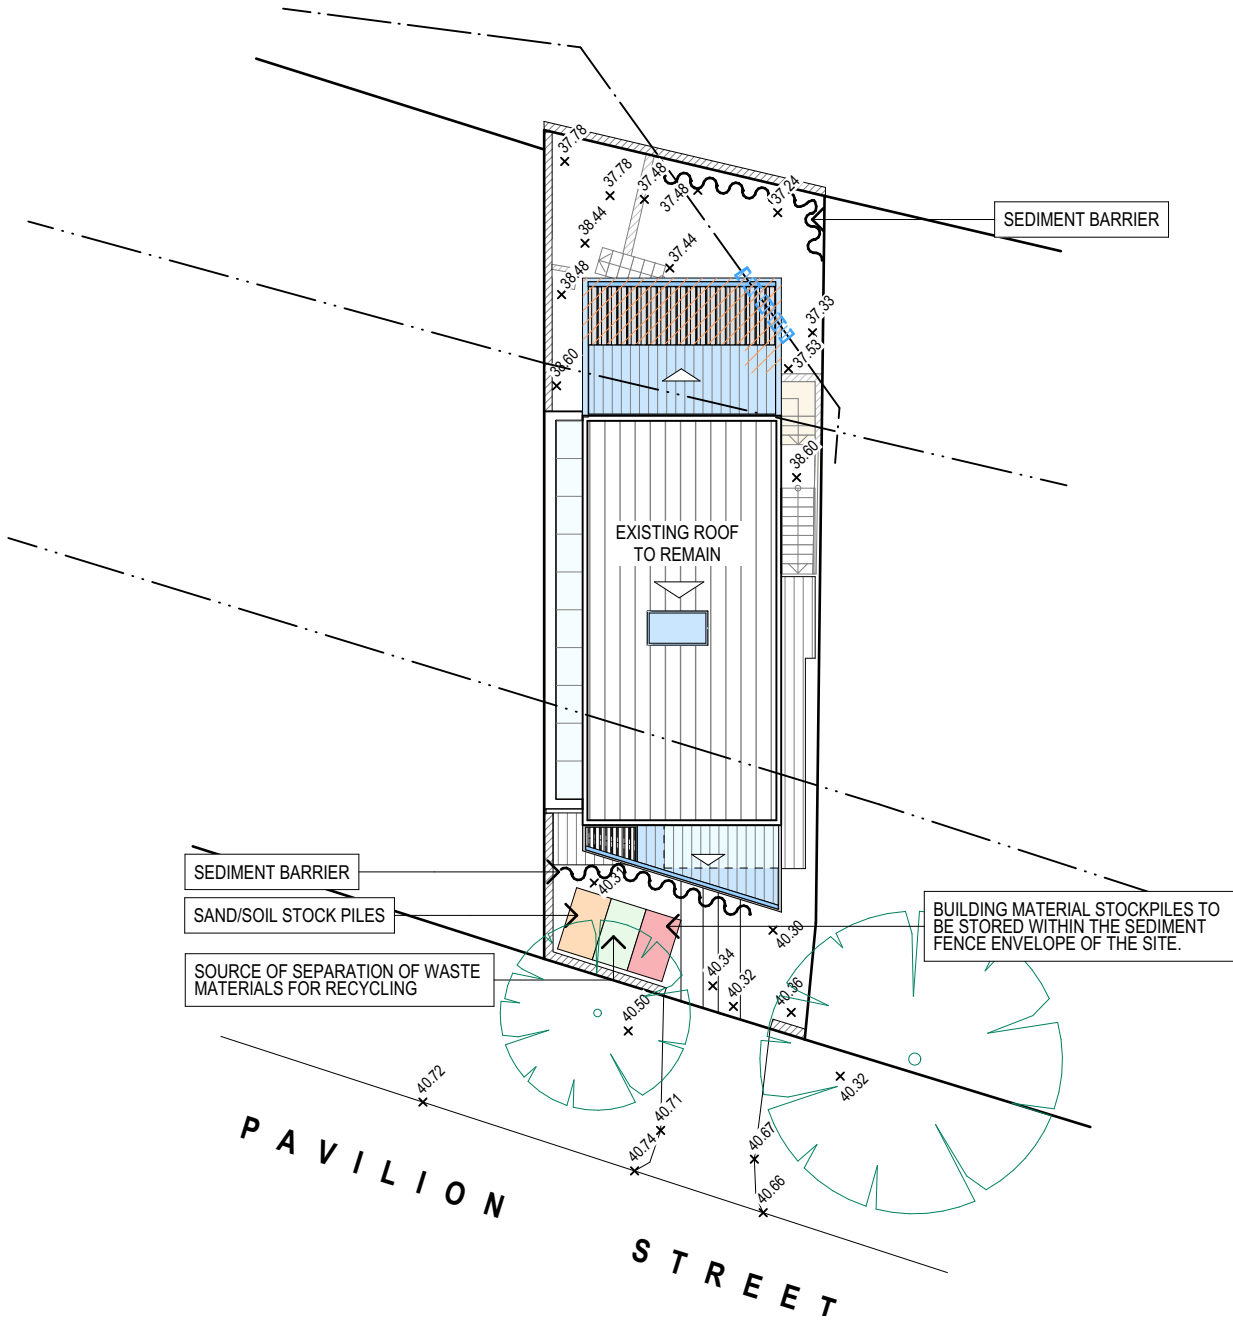 37.78
37.78
37.48
37.48
37.24
SEDIMENT BARRIER
38.44
37.44
38.48
37.33
37.53
38.60
38.60
EXISTING ROOF
TO REMAIN
SEDIMENT BARRIER
40.31
SAND/SOIL STOCK PILES
BUILDING MATERIAL STOCKPILES TO
BE STORED WITHIN THE SEDIMENT
FENCE ENVELOPE OF THE SITE.
40.30
SOURCE OF SEPARATION OF WASTE
MATERIALS FOR RECYCLING
40.34
40.32
40.36
40.50
40.72
40.32
40.71
40.74
40.67
40.66
PAVILION STREET